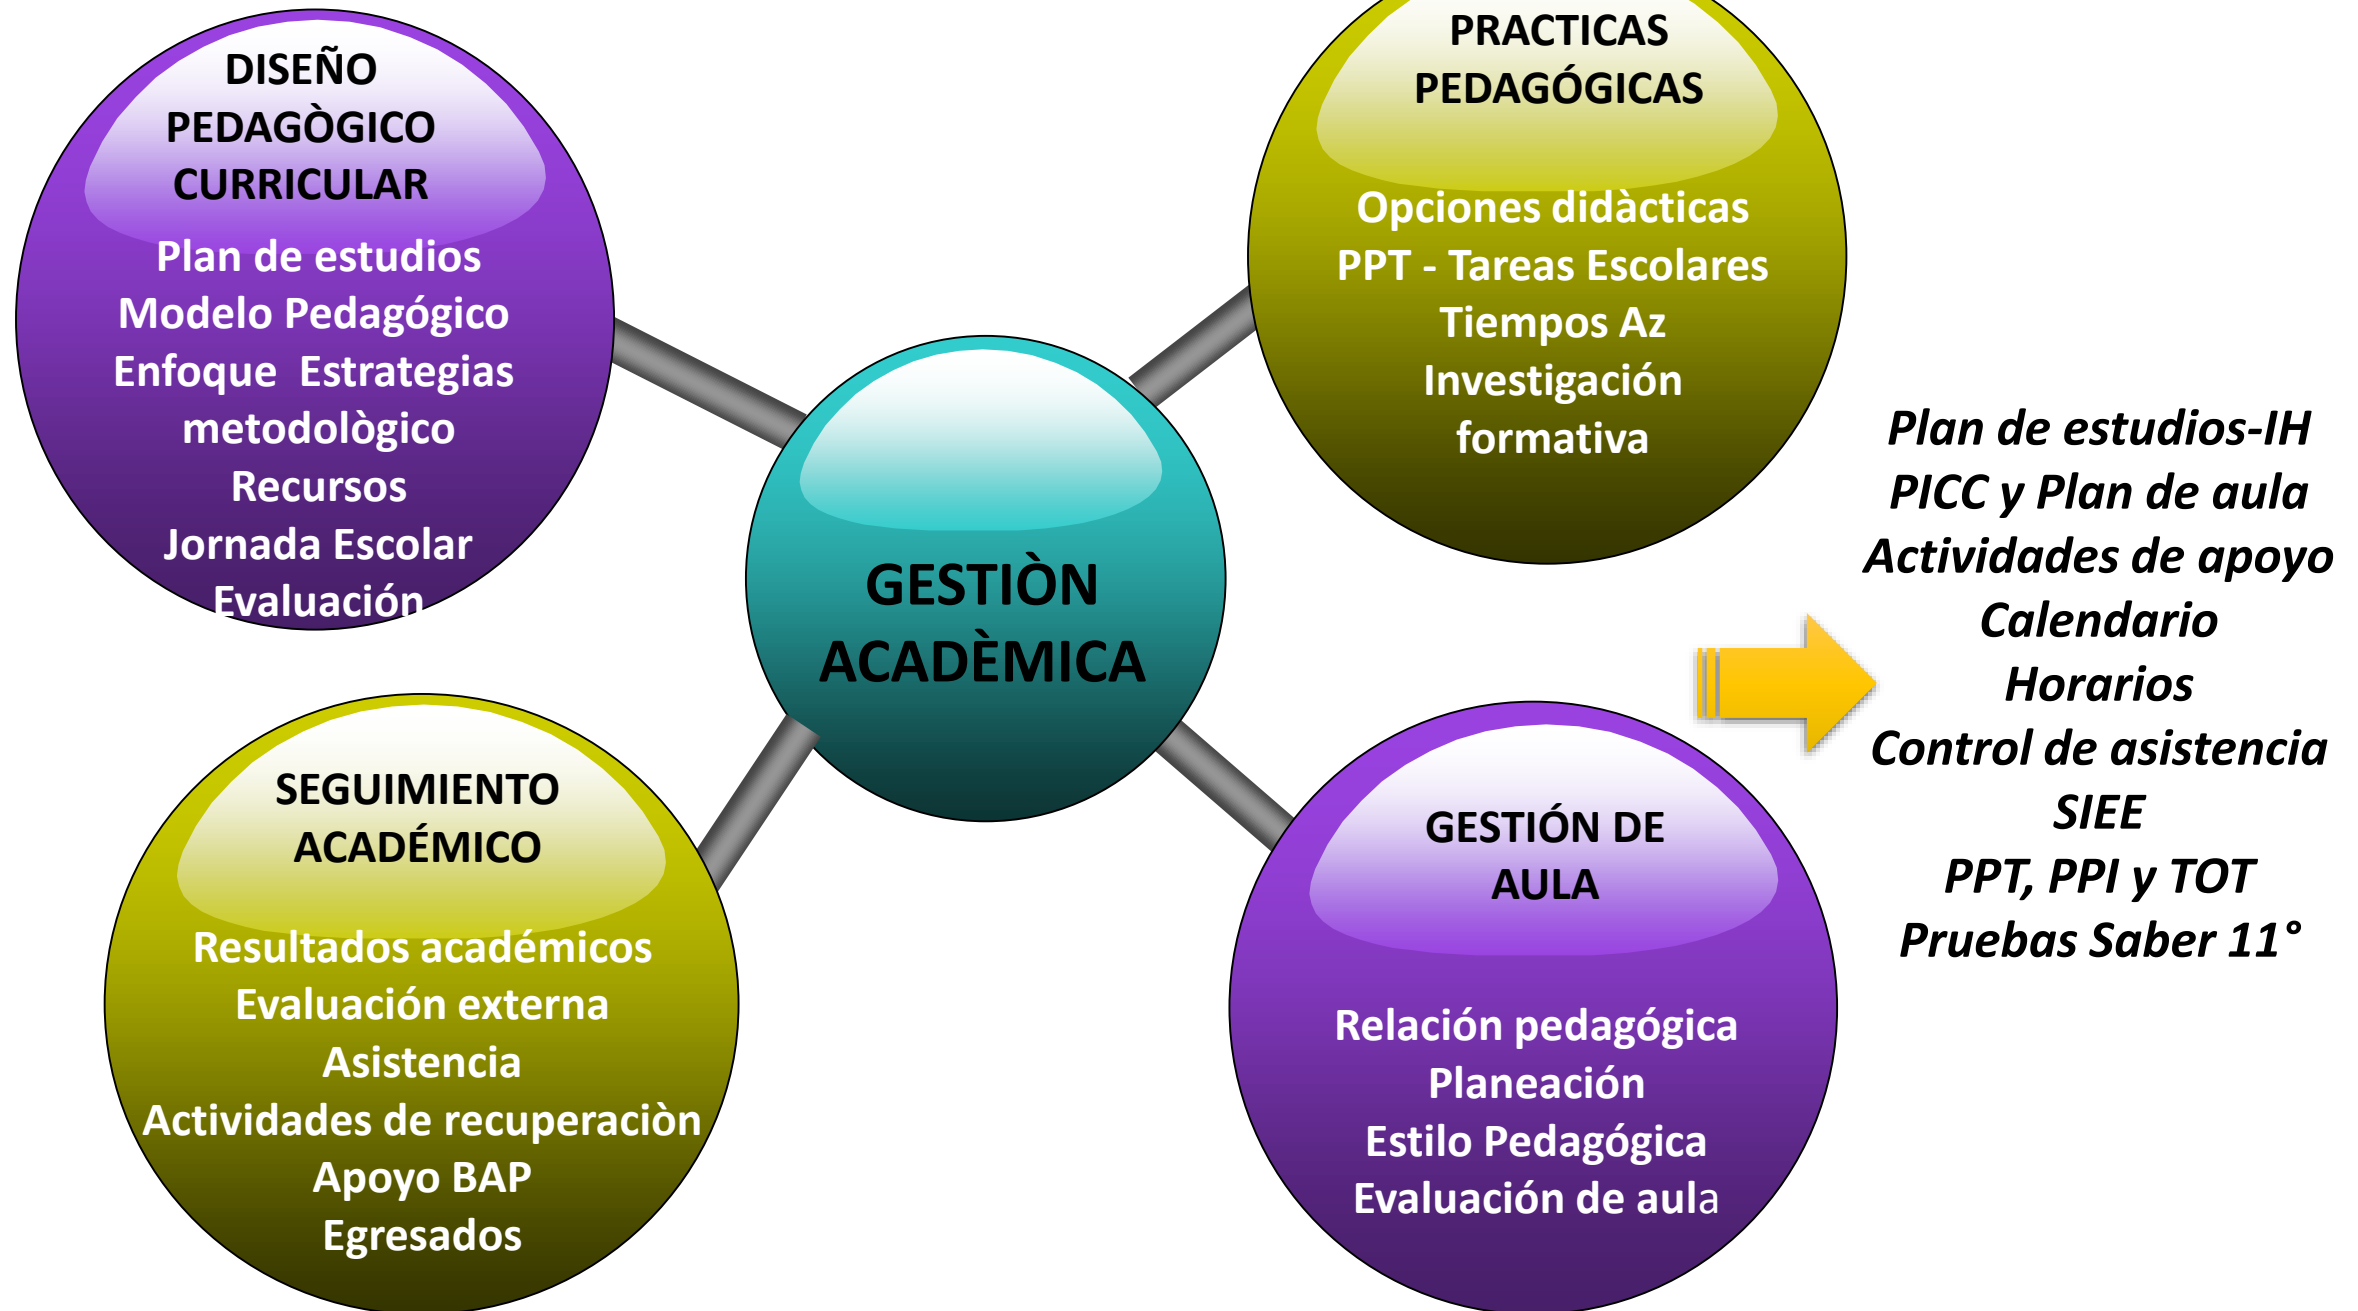 DISEÑO
PEDAGÒGICO
CURRICULAR
Plan de estudios
Modelo Pedagógico
Enfoque  Estrategias
metodològico
Recursos
Jornada Escolar
Evaluación
PRACTICAS
PEDAGÓGICAS
Opciones didàcticas
PPT - Tareas Escolares
Tiempos Az
Investigación
formativa
GESTIÒN
ACADÈMICA
SEGUIMIENTO
ACADÉMICO
Resultados académicos
Evaluación externa
Asistencia
Actividades de recuperaciòn
Apoyo BAP
Egresados
GESTIÓN DE
AULA
Relación pedagógica
Planeación
Estilo Pedagógica
Evaluación de aula
Plan de estudios-IH
PICC y Plan de aula
Actividades de apoyo
Calendario
Horarios
Control de asistencia
SIEE
PPT, PPI y TOT
Pruebas Saber 11°